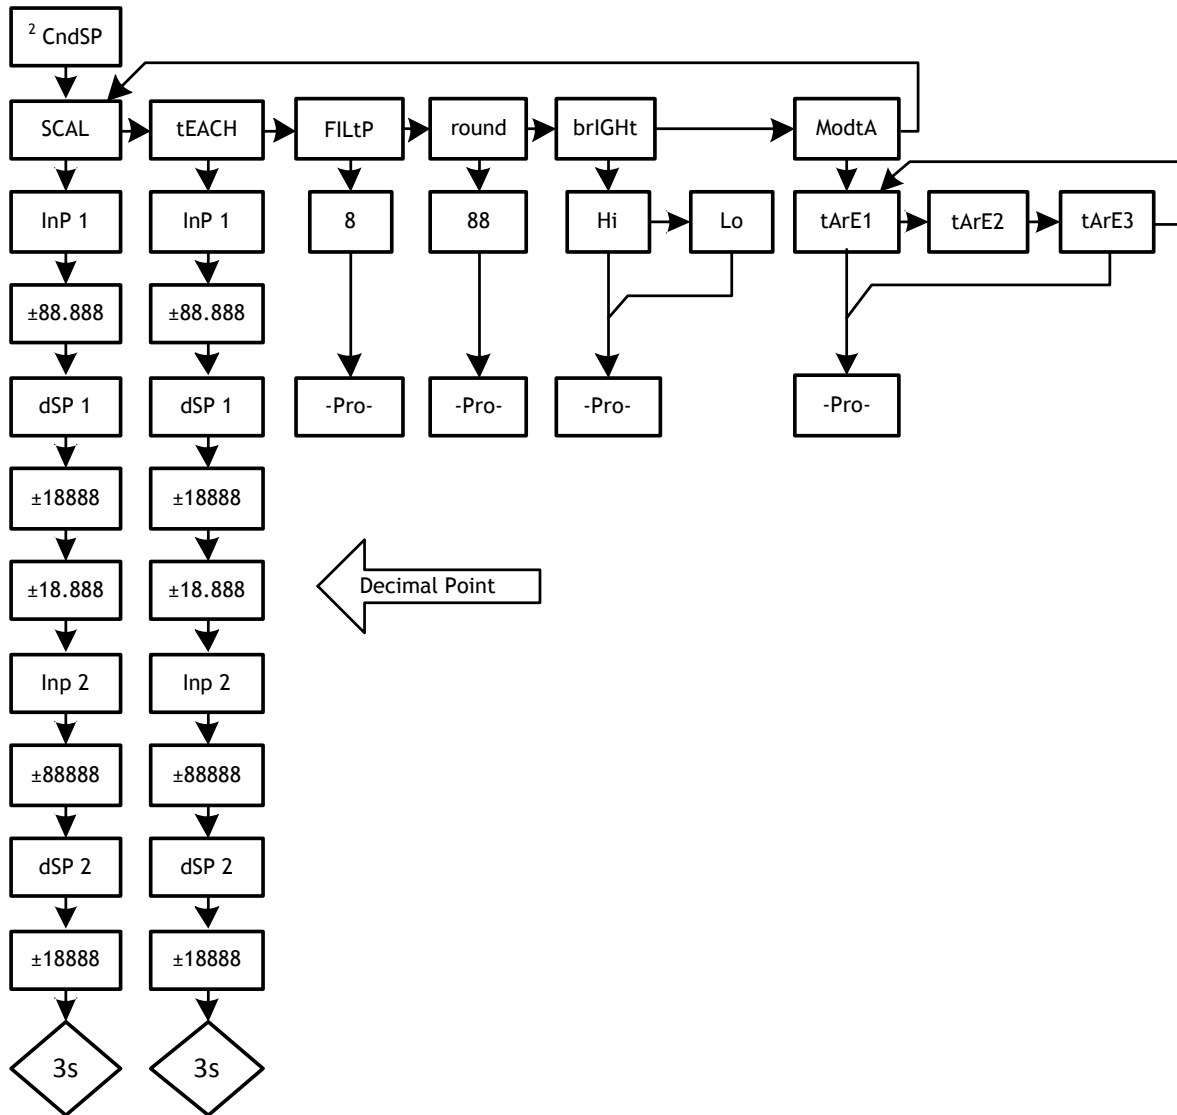 ² CndSP
SCAL
tEACH
FILtP
round
brIGHt
ModtA
InP 1
InP 1
8
88
Hi
Lo
tArE1
tArE2
tArE3
±88.888
±88.888
dSP 1
dSP 1
-Pro-
-Pro-
-Pro-
-Pro-
±18888
±18888
±18.888
±18.888
Decimal Point
Inp 2
Inp 2
±88888
±88888
dSP 2
dSP 2
±18888
±18888
3s
3s